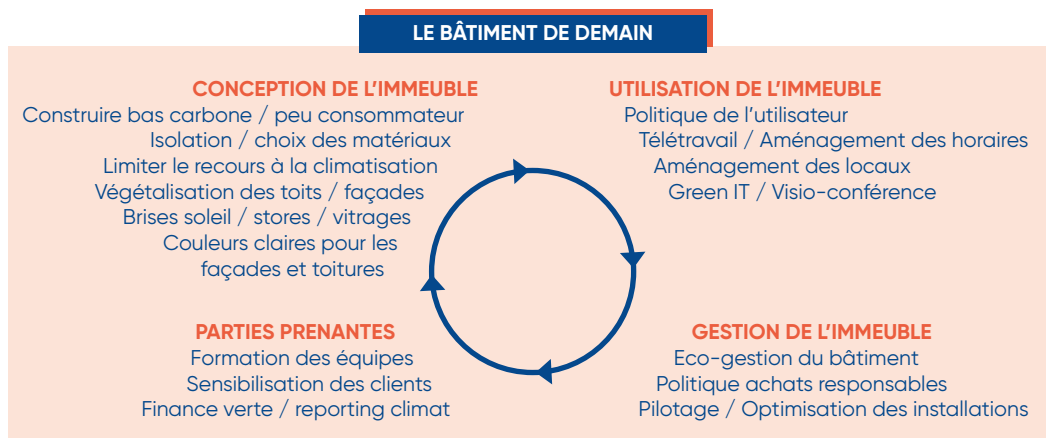 LE BÂTIMENT DE DEMAIN
CONCEPTION DE L’IMMEUBLE
Construire bas carbone / peu consommateur
Isolation / choix des matériaux
Limiter le recours à la climatisation
Végétalisation des toits / façades
Brises soleil / stores / vitrages
Couleurs claires pour les
façades et toitures
UTILISATION DE L’IMMEUBLE
Politique de l’utilisateur
Télétravail / Aménagement des horaires
Aménagement des locaux
Green IT / Visio-conférence
PARTIES PRENANTES
Formation des équipes
Sensibilisation des clients
Finance verte / reporting climat
GESTION DE L’IMMEUBLE
Eco-gestion du bâtiment
Politique achats responsables
Pilotage / Optimisation des installations